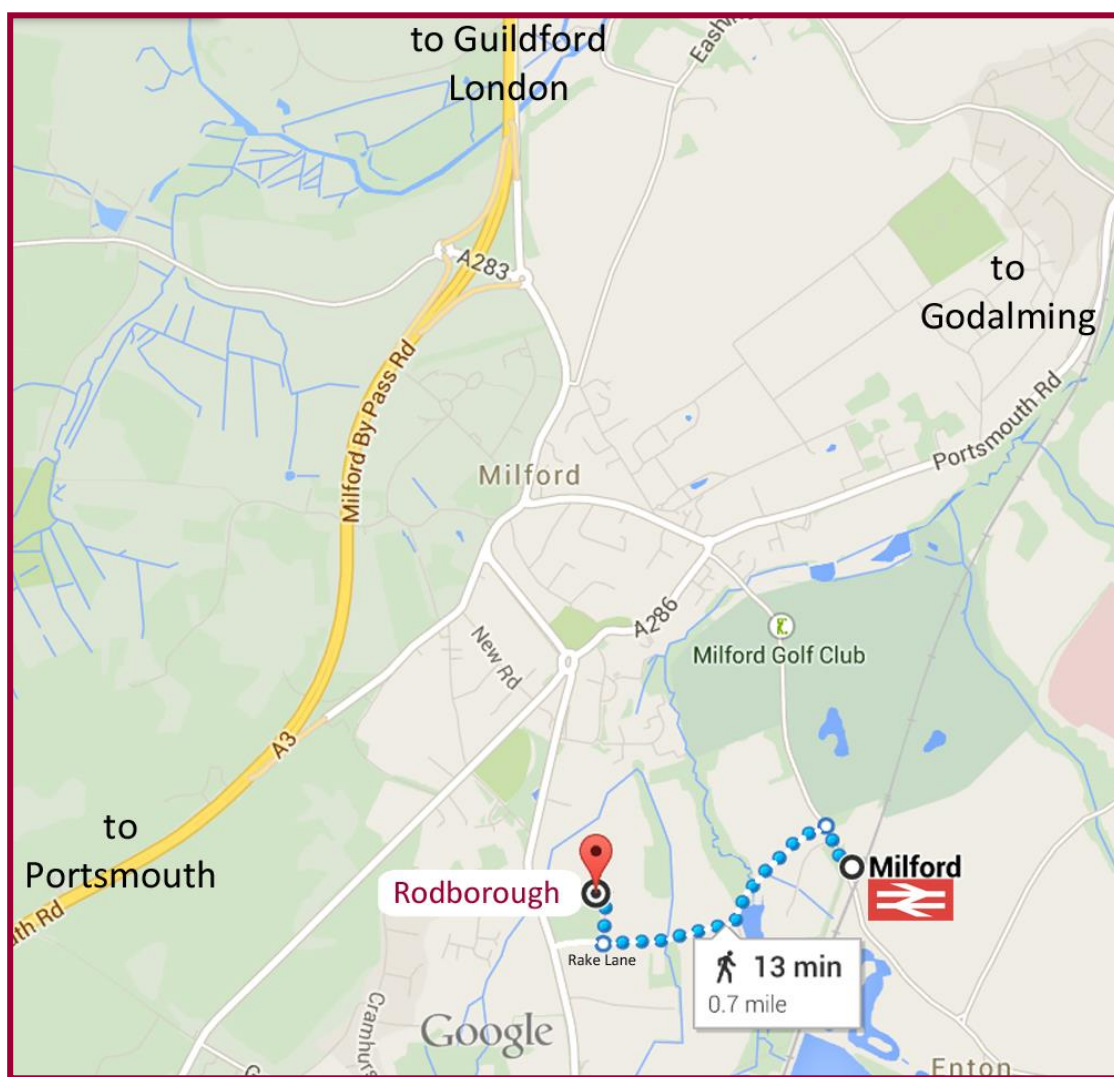 to Guildford
London
Eashing
A283
to
Godalming
Milford By Pass Rd
Portsmouth Rd
Milford
A286
New Rd
Milford Golf Club
A3
to
Portsmouth
Milford
Rodborough
Rake Lane
13 min
0.7 mile
Google
Enton